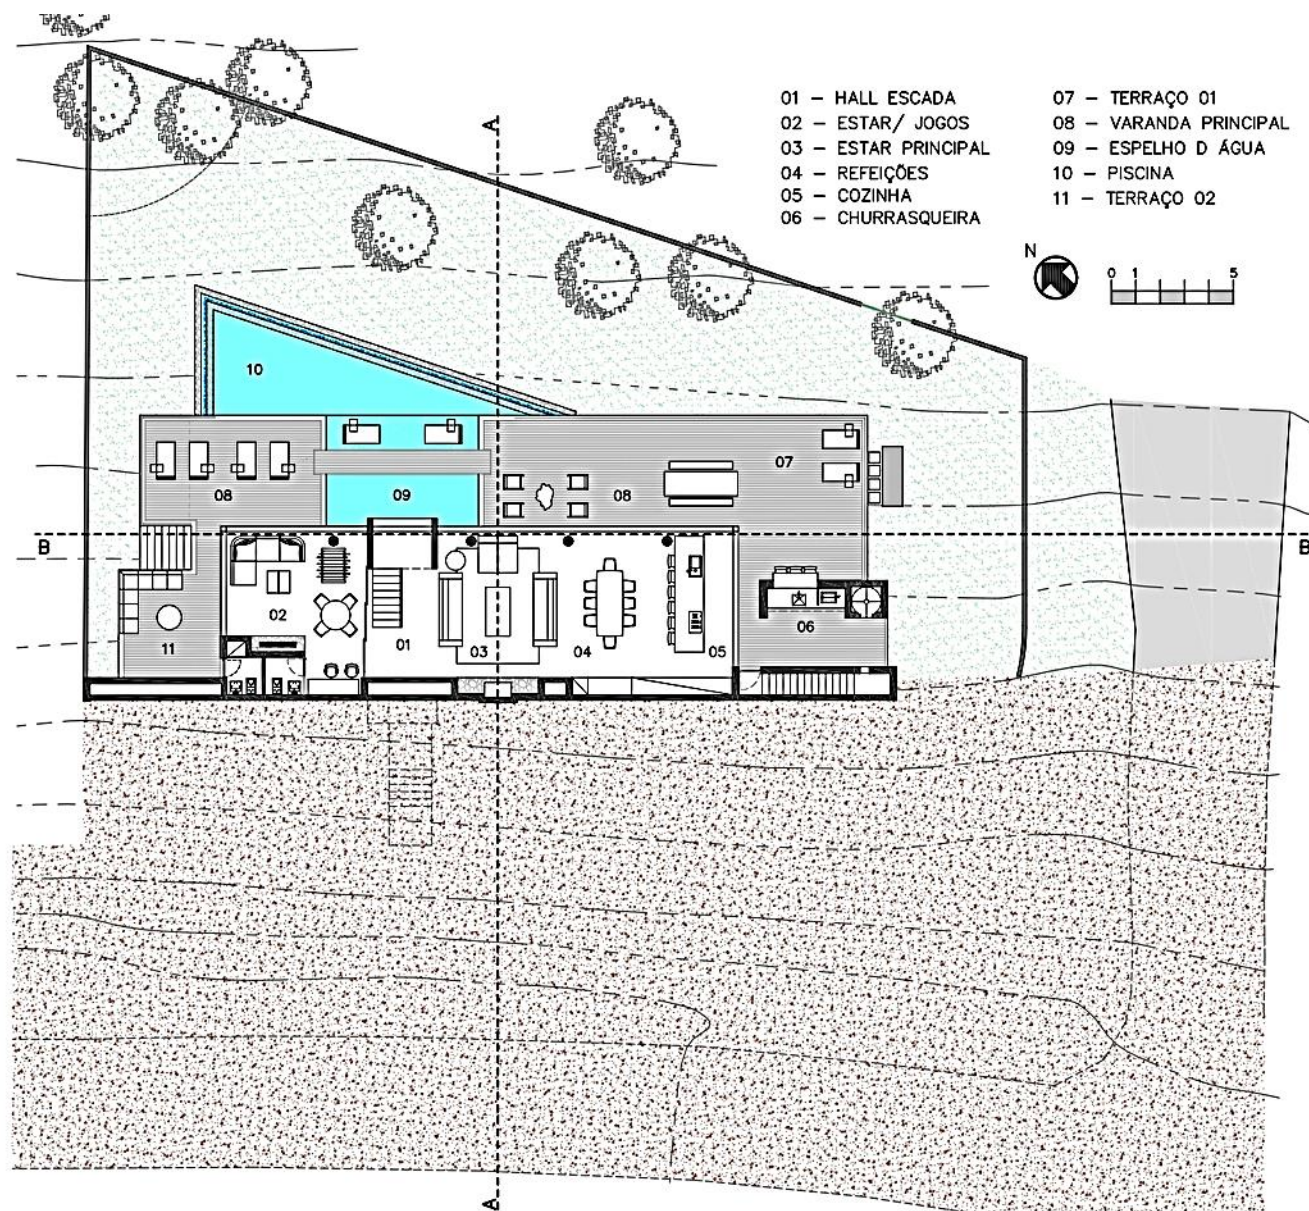 01 – HALL ESCADA
02 – ESTAR/ JOGOS
03 – ESTAR PRINCIPAL
04 – REFEIÇÕES
05 – COZINHA
06 – CHURRASQUEIRA
07 – TERRAÇO 01
08 – VARANDA PRINCIPAL
09 – ESPELHO D ÁGUA
10 – PISCINA
11 – TERRAÇO 02
A
N
0 1 5
10
07
08
09
08
B
B
02
01
03
04
05
06
11
A